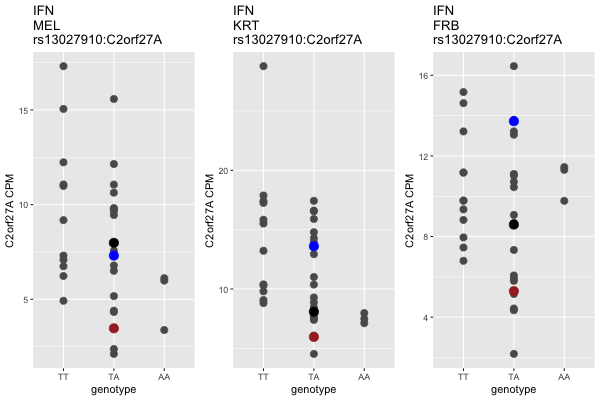 IFN
MEL
rs13027910:C2orf27A
C2orf27A CPM
15
5
TT
TA
AA
genotype
IFN
KRT
rs13027910:C2orf27A
C2orf27A CPM
20
10
TT
TA
AA
genotype
IFN
FRB
rs13027910:C2orf27A
C2orf27A CPM
16
12
8
4
TT
TA
AA
genotype